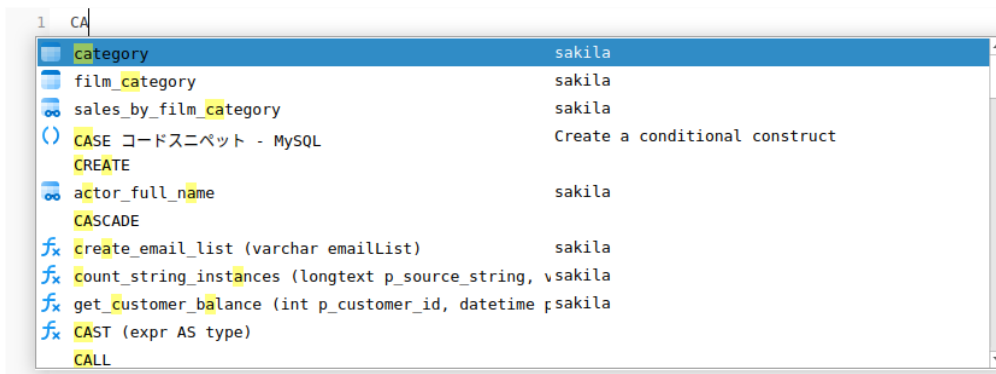 1 CA
category sakila
film_category sakila
sales_by_film_category sakila
CASE コードスニペット - MySQL Create a conditional construct
CREATE
actor_full_name sakila
CASCADE
create_email_list (varchar emailList) sakila
count_string_instances (longtext p_source_string, sakila
get_customer_balance (int p_customer_id, datetime sakila
CAST (expr AS type)
CALL